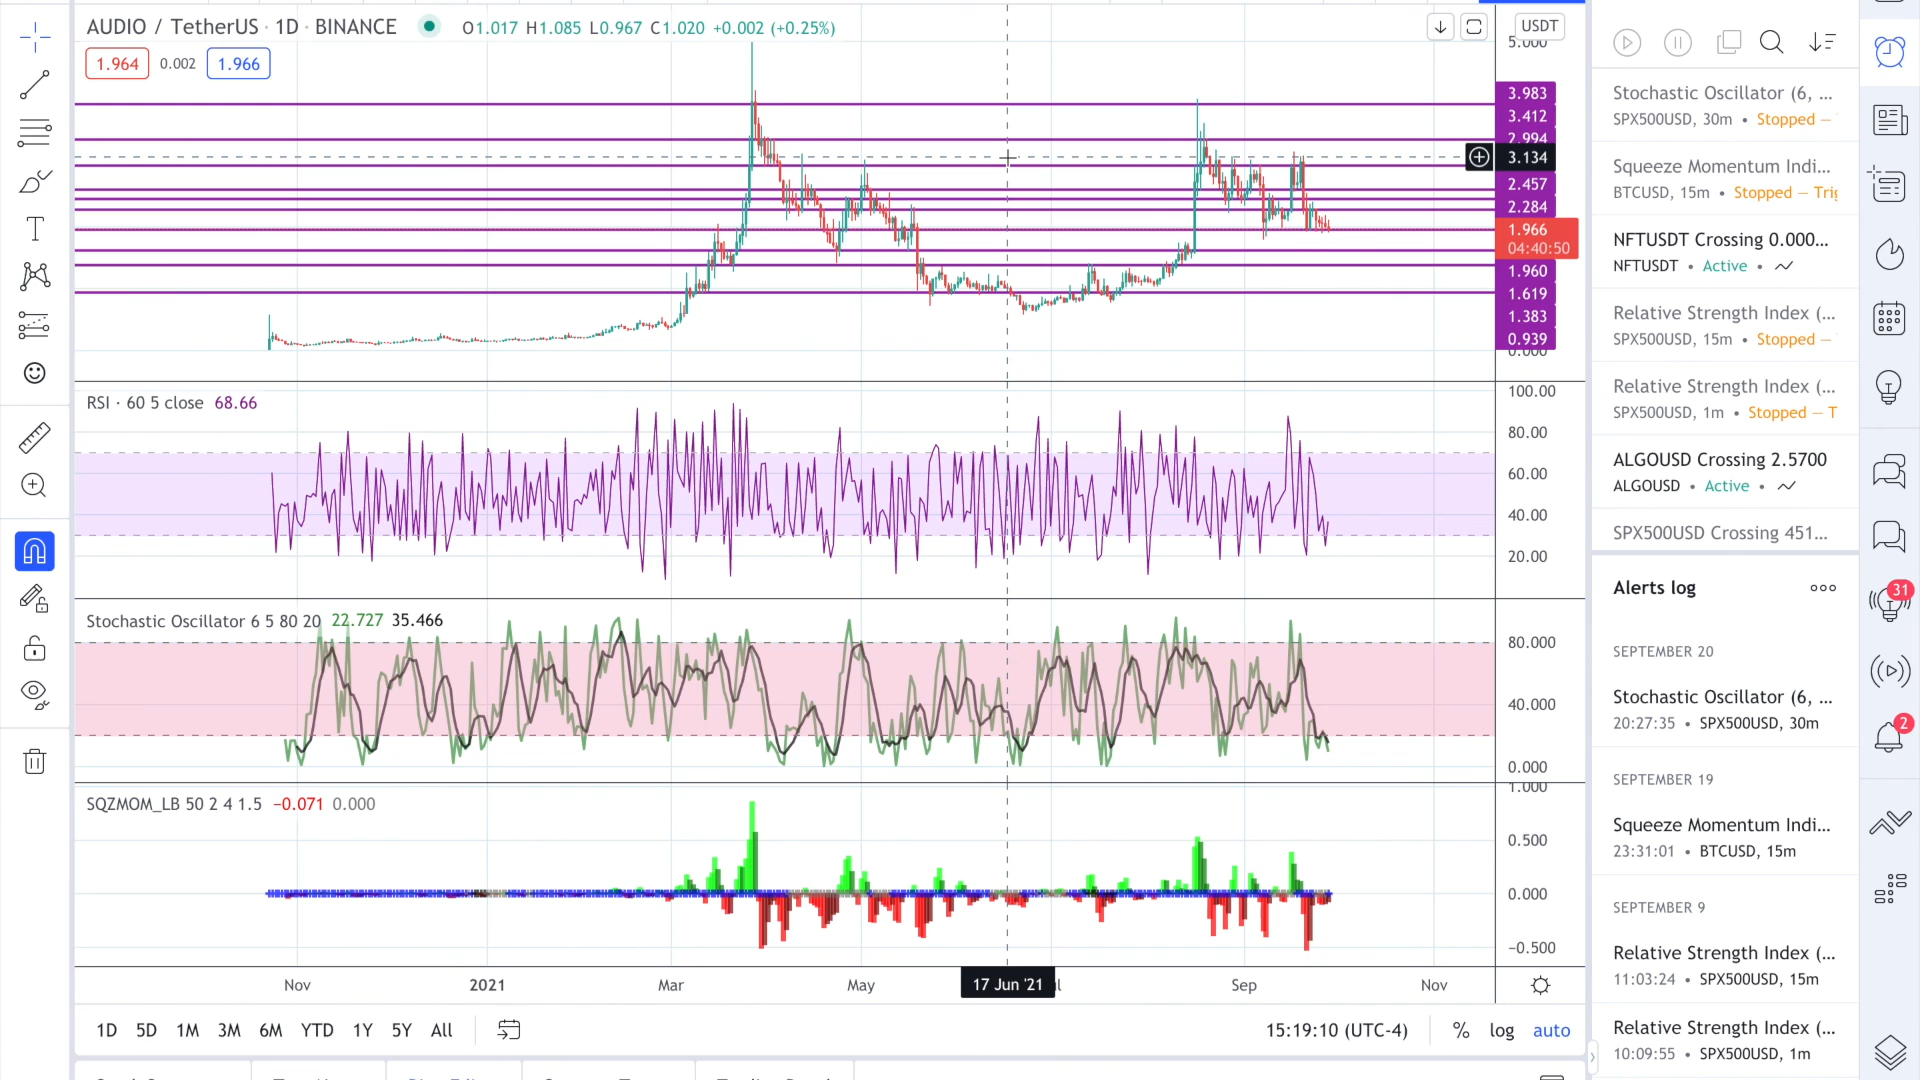 AUDIO / TetherUS · 1D · BINANCE O1.017 H1.085 L0.967 C1.020 +0.002 (+0.25%)
1.964 0.002 1.966
USDT
5.000
3.983
3.412
2.994
3.134
2.457
2.284
1.966
04:40:50
1.960
1.619
1.383
0.939
0.000
RSI · 60 5 close 68.66
100.00
80.00
60.00
40.00
20.00
Stochastic Oscillator 6 5 80 20 22.727 35.466
80.000
40.000
0.000
SQZMOM_LB 50 2 4 1.5 −0.071 0.000
1.000
0.500
0.000
−0.500
Nov 2021 Mar May 17 Jun '21 Sep Nov
1D 5D 1M 3M 6M YTD 1Y 5Y All
15:19:10 (UTC-4) % log auto
Stochastic Oscillator (6, ...
SPX500USD, 30m • Stopped —
Squeeze Momentum Indi...
BTCUSD, 15m • Stopped — Trig
NFTUSDT Crossing 0.000...
NFTUSDT • Active •
Relative Strength Index (...
SPX500USD, 15m • Stopped —
Relative Strength Index (...
SPX500USD, 1m • Stopped — T
ALGOUSD Crossing 2.5700
ALGOUSD • Active •
SPX500USD Crossing 451...
Alerts log
SEPTEMBER 20
Stochastic Oscillator (6, ...
20:27:35 • SPX500USD, 30m
SEPTEMBER 19
Squeeze Momentum Indi...
23:31:01 • BTCUSD, 15m
SEPTEMBER 9
Relative Strength Index (...
11:03:24 • SPX500USD, 15m
Relative Strength Index (...
10:09:55 • SPX500USD, 1m
31
2